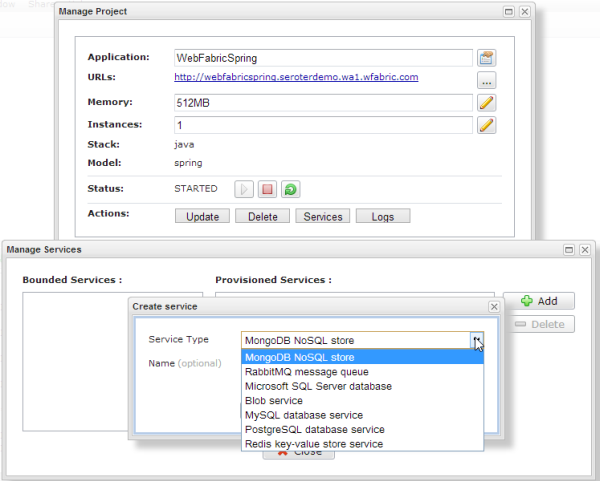 Manage Project
Application: WebFabricSpring
URLs: http://webfabricspring.seroterdemo.wa1.wfabric.com ...
Memory: 512MB
Instances: 1
Stack: java
Model: spring
Status: STARTED
Actions: Update Delete Services Logs
Manage Services
Bounded Services : Provisioned Services :
Add
Delete
Create service
Service Type MongoDB NoSQL store
Name (optional)
MongoDB NoSQL store
RabbitMQ message queue
Microsoft SQL Server database
Blob service
MySQL database service
PostgreSQL database service
Redis key-value store service
Close